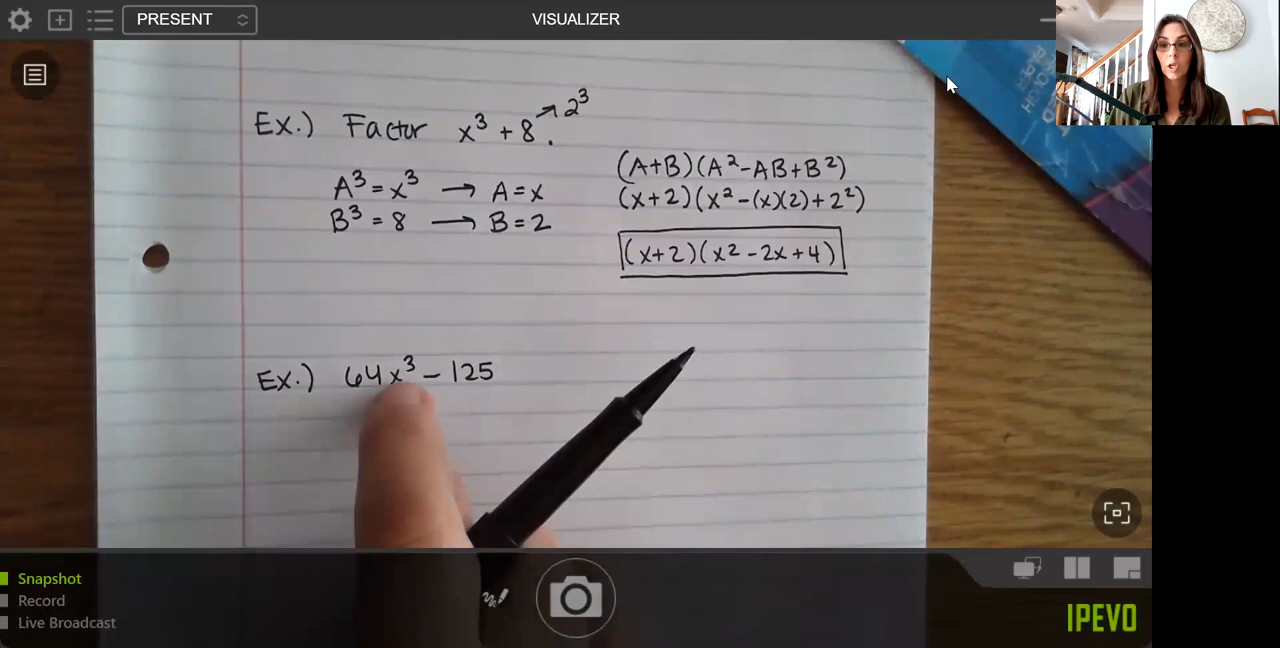 PRESENT
VISUALIZER
Ex.) Factor x³ + 8. → 2³
A³ = x³ → A = x
B³ = 8 → B = 2
(A+B)(A²-AB+B²)
(x+2)(x²-(x)(2)+2²)
(x+2)(x²-2x+4)
Ex.) 64x³ - 125
Snapshot
Record
Live Broadcast
IPEVO